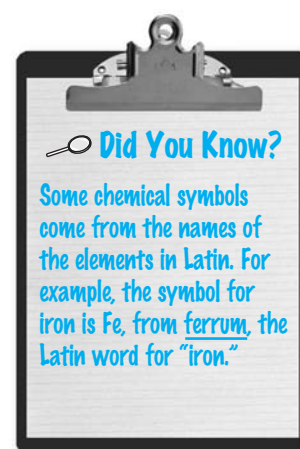 Did You Know?
Some chemical symbols
come from the names of
the elements in Latin. For
example, the symbol for
iron is Fe, from ferrum, the
Latin word for “iron.”